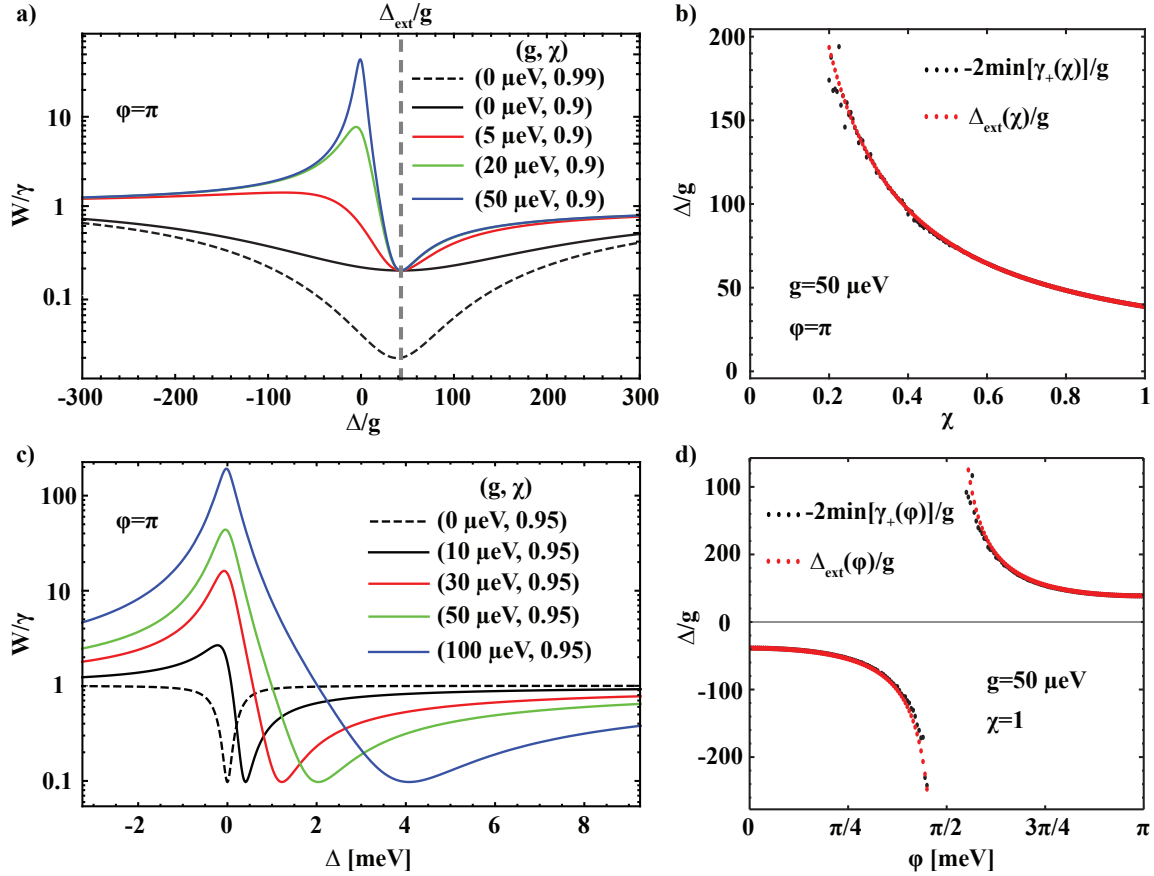 a)
Δext/g
W/γ
10
1
0.1
φ=π
(g, χ)
(0 µeV, 0.99)
(0 µeV, 0.9)
(5 µeV, 0.9)
(20 µeV, 0.9)
(50 µeV, 0.9)
-300 -200 -100 0 100 200 300
Δ/g
b)
Δ/g
200
150
100
50
0
-2min[γ+(χ)]/g
Δext(χ)/g
g=50 µeV
φ=π
0 0.2 0.4 0.6 0.8 1
χ
c)
W/γ
100
10
1
0.1
φ=π
(g, χ)
(0 µeV, 0.95)
(10 µeV, 0.95)
(30 µeV, 0.95)
(50 µeV, 0.95)
(100 µeV, 0.95)
-2 0 2 4 6 8
Δ [meV]
d)
Δ/g
100
200
0
-100
-200
-2min[γ+(φ)]/g
Δext(φ)/g
g=50 µeV
χ=1
0 π/4 π/2 3π/4 π
φ [meV]